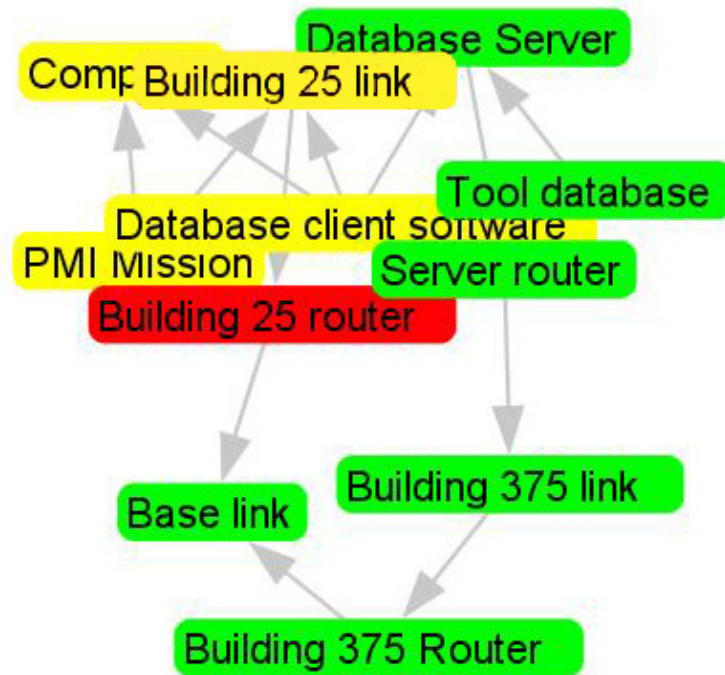 Database Server
Comp
Building 25 link
Tool database
Database client software
PMI Mission
Server router
Building 25 router
Building 375 link
Base link
Building 375 Router